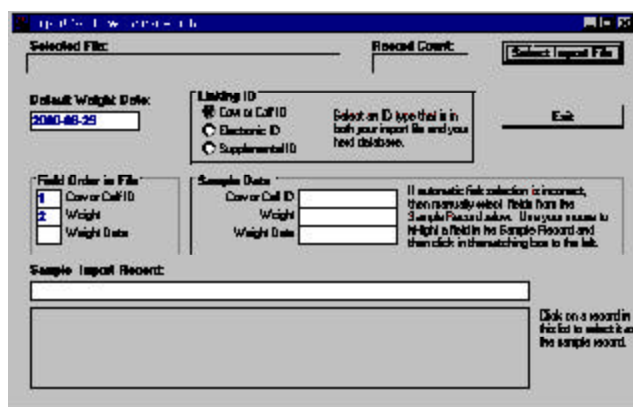 Selected File:
Record Count:
Select Import File
Default Weight Date:
Linking ID
Cow or Calf ID
Electronic ID
Supplemental ID
Select an ID type that is in
both your import file and your
herd database.
Exit
Field Order in File
1 Cow or Calf ID
2 Weight
Weight Date
Sample Data
Cow or Calf ID
Weight
Weight Date
If automatic field selection is incorrect,
then manually select fields from the
Sample Record below. Use your mouse to
hi-light a field in the Sample Record and
then click in the matching box to the left.
Sample Import Record:
Click on a record in
this list to select it as
the sample record.